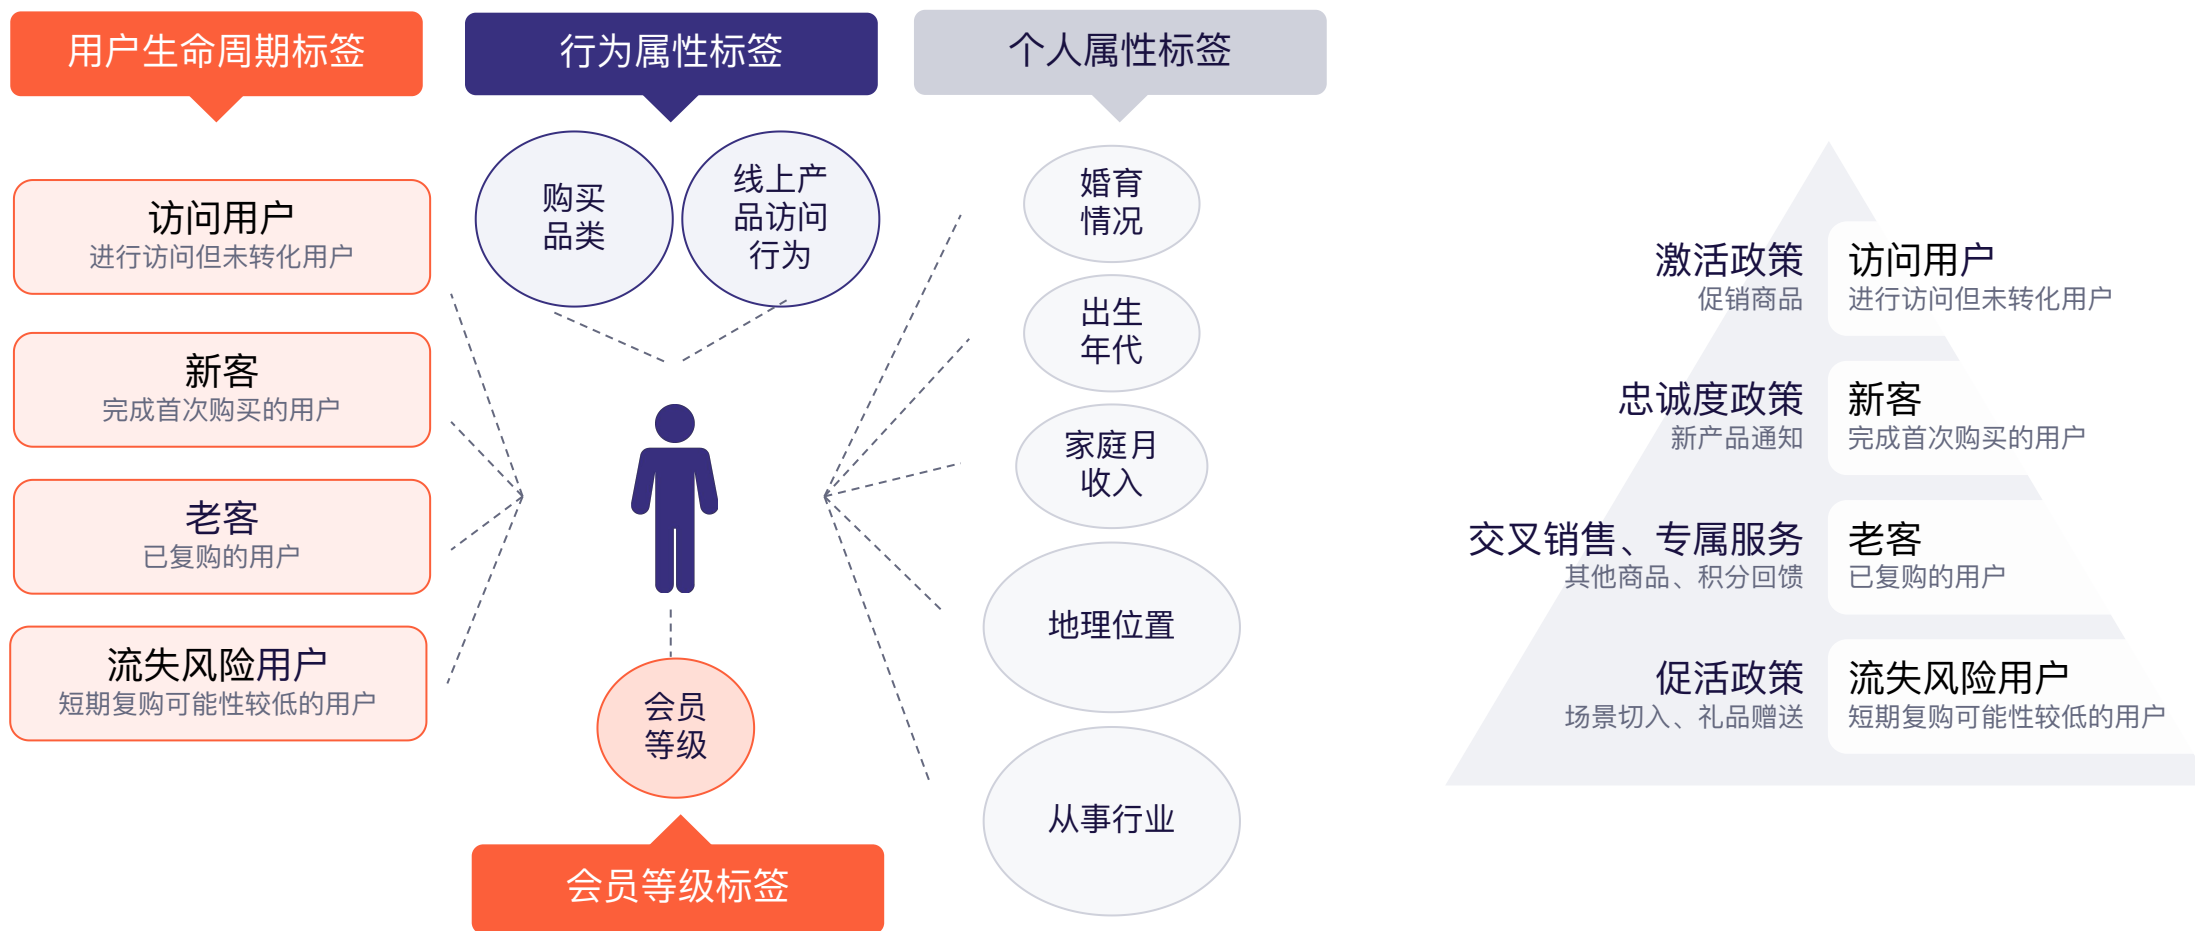 用户生命周期标签
访问用户
进行访问但未转化用户
新客
完成首次购买的用户
老客
已复购的用户
流失风险用户
短期复购可能性较低的用户
行为属性标签
购买
品类
线上产
品访问
行为
会员
等级
会员等级标签
个人属性标签
婚育
情况
出生
年代
家庭月
收入
地理位置
从事行业
激活政策
促销商品
访问用户
进行访问但未转化用户
忠诚度政策
新产品通知
新客
完成首次购买的用户
交叉销售、专属服务
其他商品、积分回馈
老客
已复购的用户
促活政策
场景切入、礼品赠送
流失风险用户
短期复购可能性较低的用户